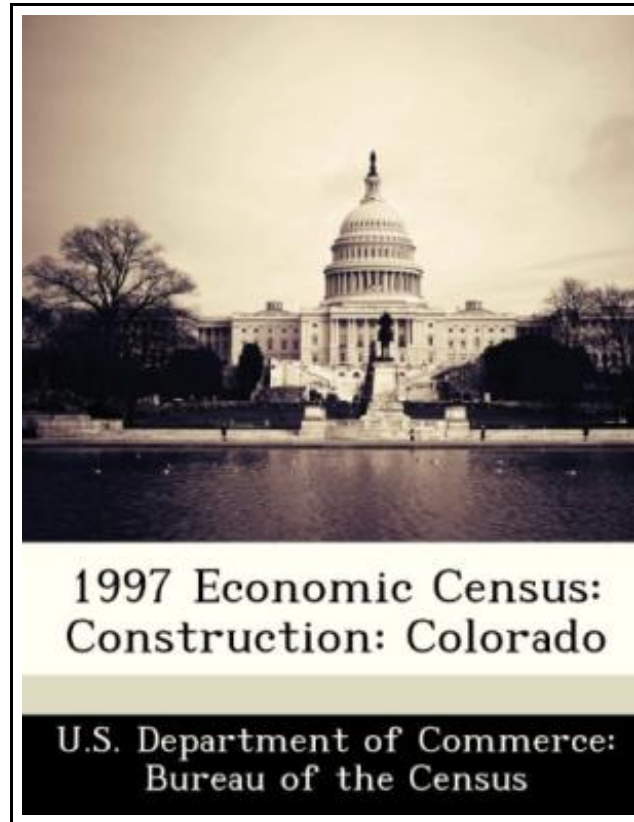 1997 Economic Census:
Construction: Colorado
U.S. Department of Commerce:
Bureau of the Census